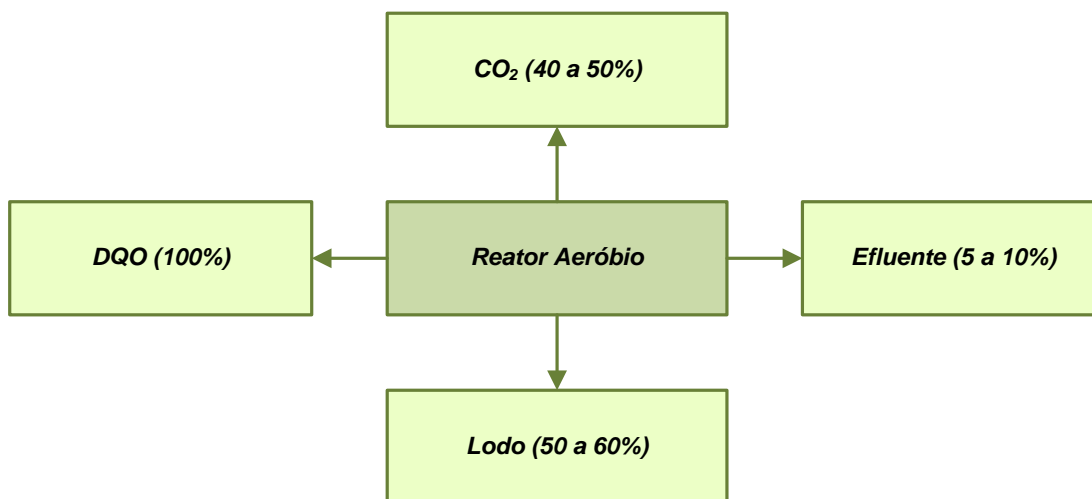 CO₂ (40 a 50%)
DQO (100%)
Reator Aeróbio
Efluente (5 a 10%)
Lodo (50 a 60%)